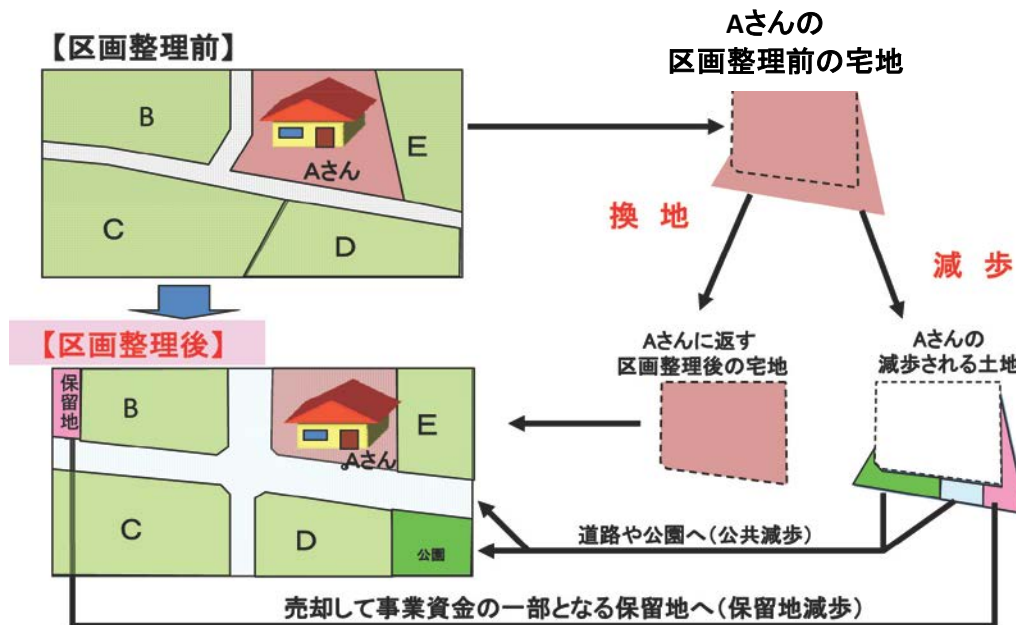 【区画整理前】
B
Aさん
E
C
D
Aさんの
区画整理前の宅地
換 地
減 歩
【区画整理後】
保留地
B
Aさん
E
C
D
公園
Aさんに返す
区画整理後の宅地
Aさんの
減歩される土地
道路や公園へ(公共減歩)
売却して事業資金の一部となる保留地へ(保留地減歩)